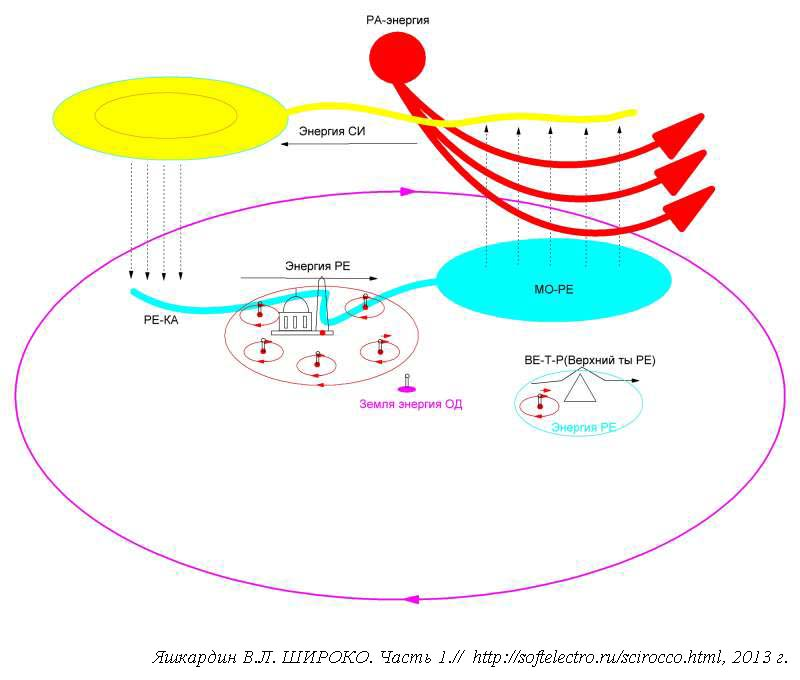 РА-энергия
Энергия СИ
Энергия РЕ
РЕ-КА
МО-РЕ
ВЕ-Т-Р(Верхний ты РЕ)
Земля энергия ОД
Энергия РЕ
Яшкардин В.Л. ШИРОКО. Часть 1.// http://softelectro.ru/scirocco.html, 2013 г.